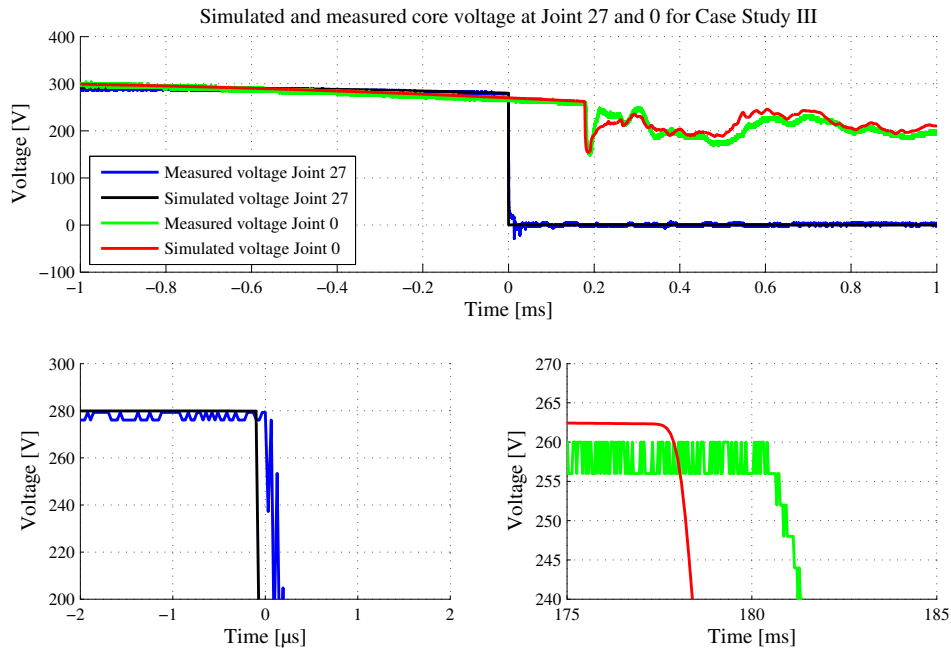 Simulated and measured core voltage at Joint 27 and 0 for Case Study III
400
300
200
100
0
−100
Voltage [V]
Measured voltage Joint 27
Simulated voltage Joint 27
Measured voltage Joint 0
Simulated voltage Joint 0
−1 −0.8 −0.6 −0.4 −0.2 0 0.2 0.4 0.6 0.8 1
Time [ms]
300
280
260
240
220
200
Voltage [V]
−2 −1 0 1 2
Time [µs]
270
265
260
255
250
245
240
Voltage [V]
175 180 185
Time [ms]